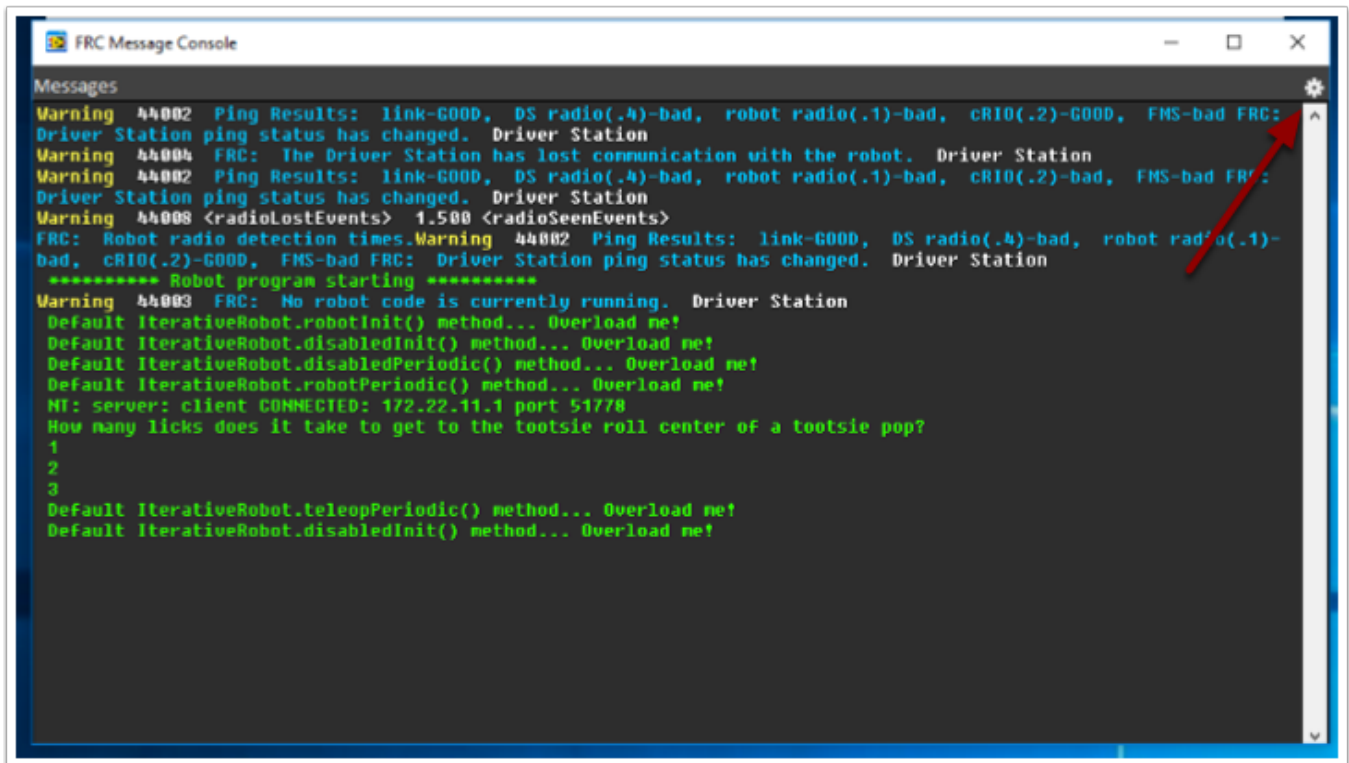 FRC Message Console
Messages
Warning 44002 Ping Results: link-GOOD, DS radio(.4)-bad, robot radio(.1)-bad, cRIO(.2)-GOOD, FMS-bad FRC:
Driver Station ping status has changed. Driver Station
Warning 44004 FRC: The Driver Station has lost communication with the robot. Driver Station
Warning 44002 Ping Results: link-GOOD, DS radio(.4)-bad, robot radio(.1)-bad, cRIO(.2)-bad, FMS-bad FRC:
Driver Station ping status has changed. Driver Station
Warning 44008 <radioLostEvents> 1.500 <radioSeenEvents>
FRC: Robot radio detection times.Warning 44002 Ping Results: link-GOOD, DS radio(.4)-bad, robot radio(.1)-
bad, cRIO(.2)-GOOD, FMS-bad FRC: Driver Station ping status has changed. Driver Station
********** Robot program starting **********
Warning 44003 FRC: No robot code is currently running. Driver Station
Default IterativeRobot.robotInit() method... Overload me!
Default IterativeRobot.disabledInit() method... Overload me!
Default IterativeRobot.disabledPeriodic() method... Overload me!
Default IterativeRobot.robotPeriodic() method... Overload me!
NT: server: client CONNECTED: 172.22.11.1 port 51778
How many licks does it take to get to the tootsie roll center of a tootsie pop?
1
2
3
Default IterativeRobot.teleopPeriodic() method... Overload me!
Default IterativeRobot.disabledInit() method... Overload me!